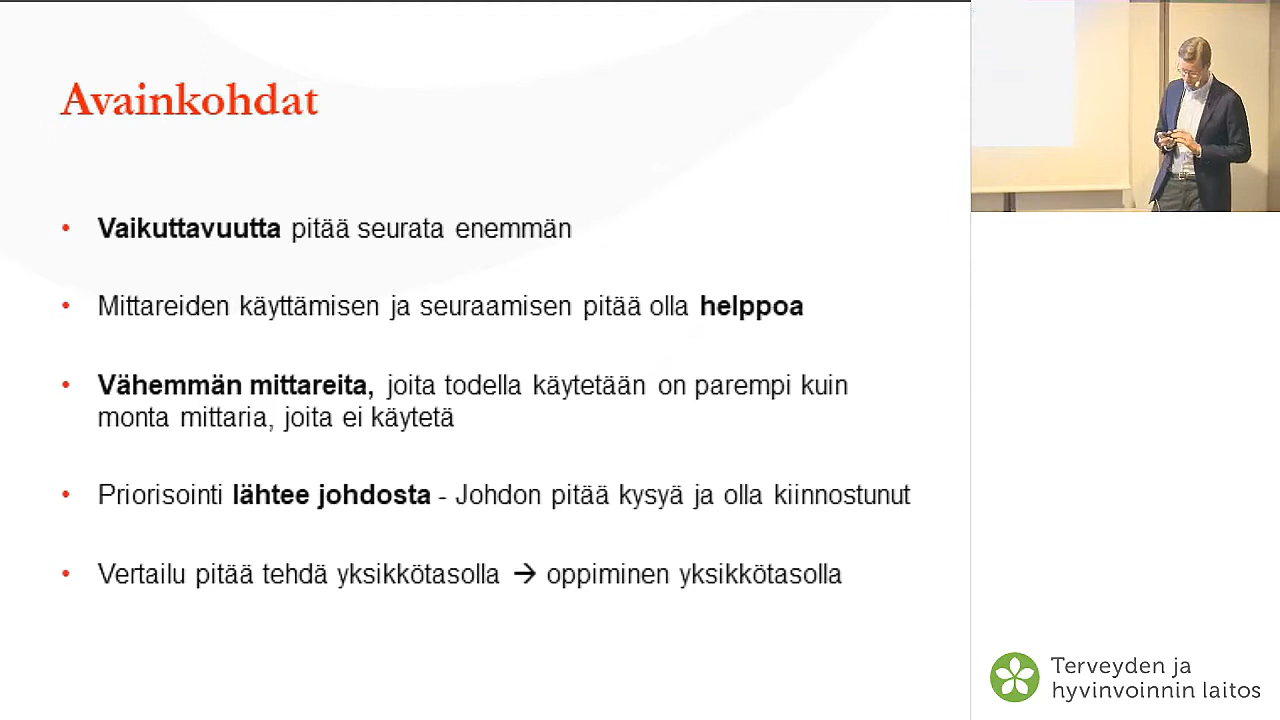 Avainkohdat
• Vaikuttavuutta pitää seurata enemmän
• Mittareiden käyttämisen ja seuraamisen pitää olla helppoa
• Vähemmän mittareita, joita todella käytetään on parempi kuin
monta mittaria, joita ei käytetä
• Priorisointi lähtee johdosta - Johdon pitää kysyä ja olla kiinnostunut
• Vertailu pitää tehdä yksikkötasolla → oppiminen yksikkötasolla
Terveyden ja
hyvinvoinnin laitos